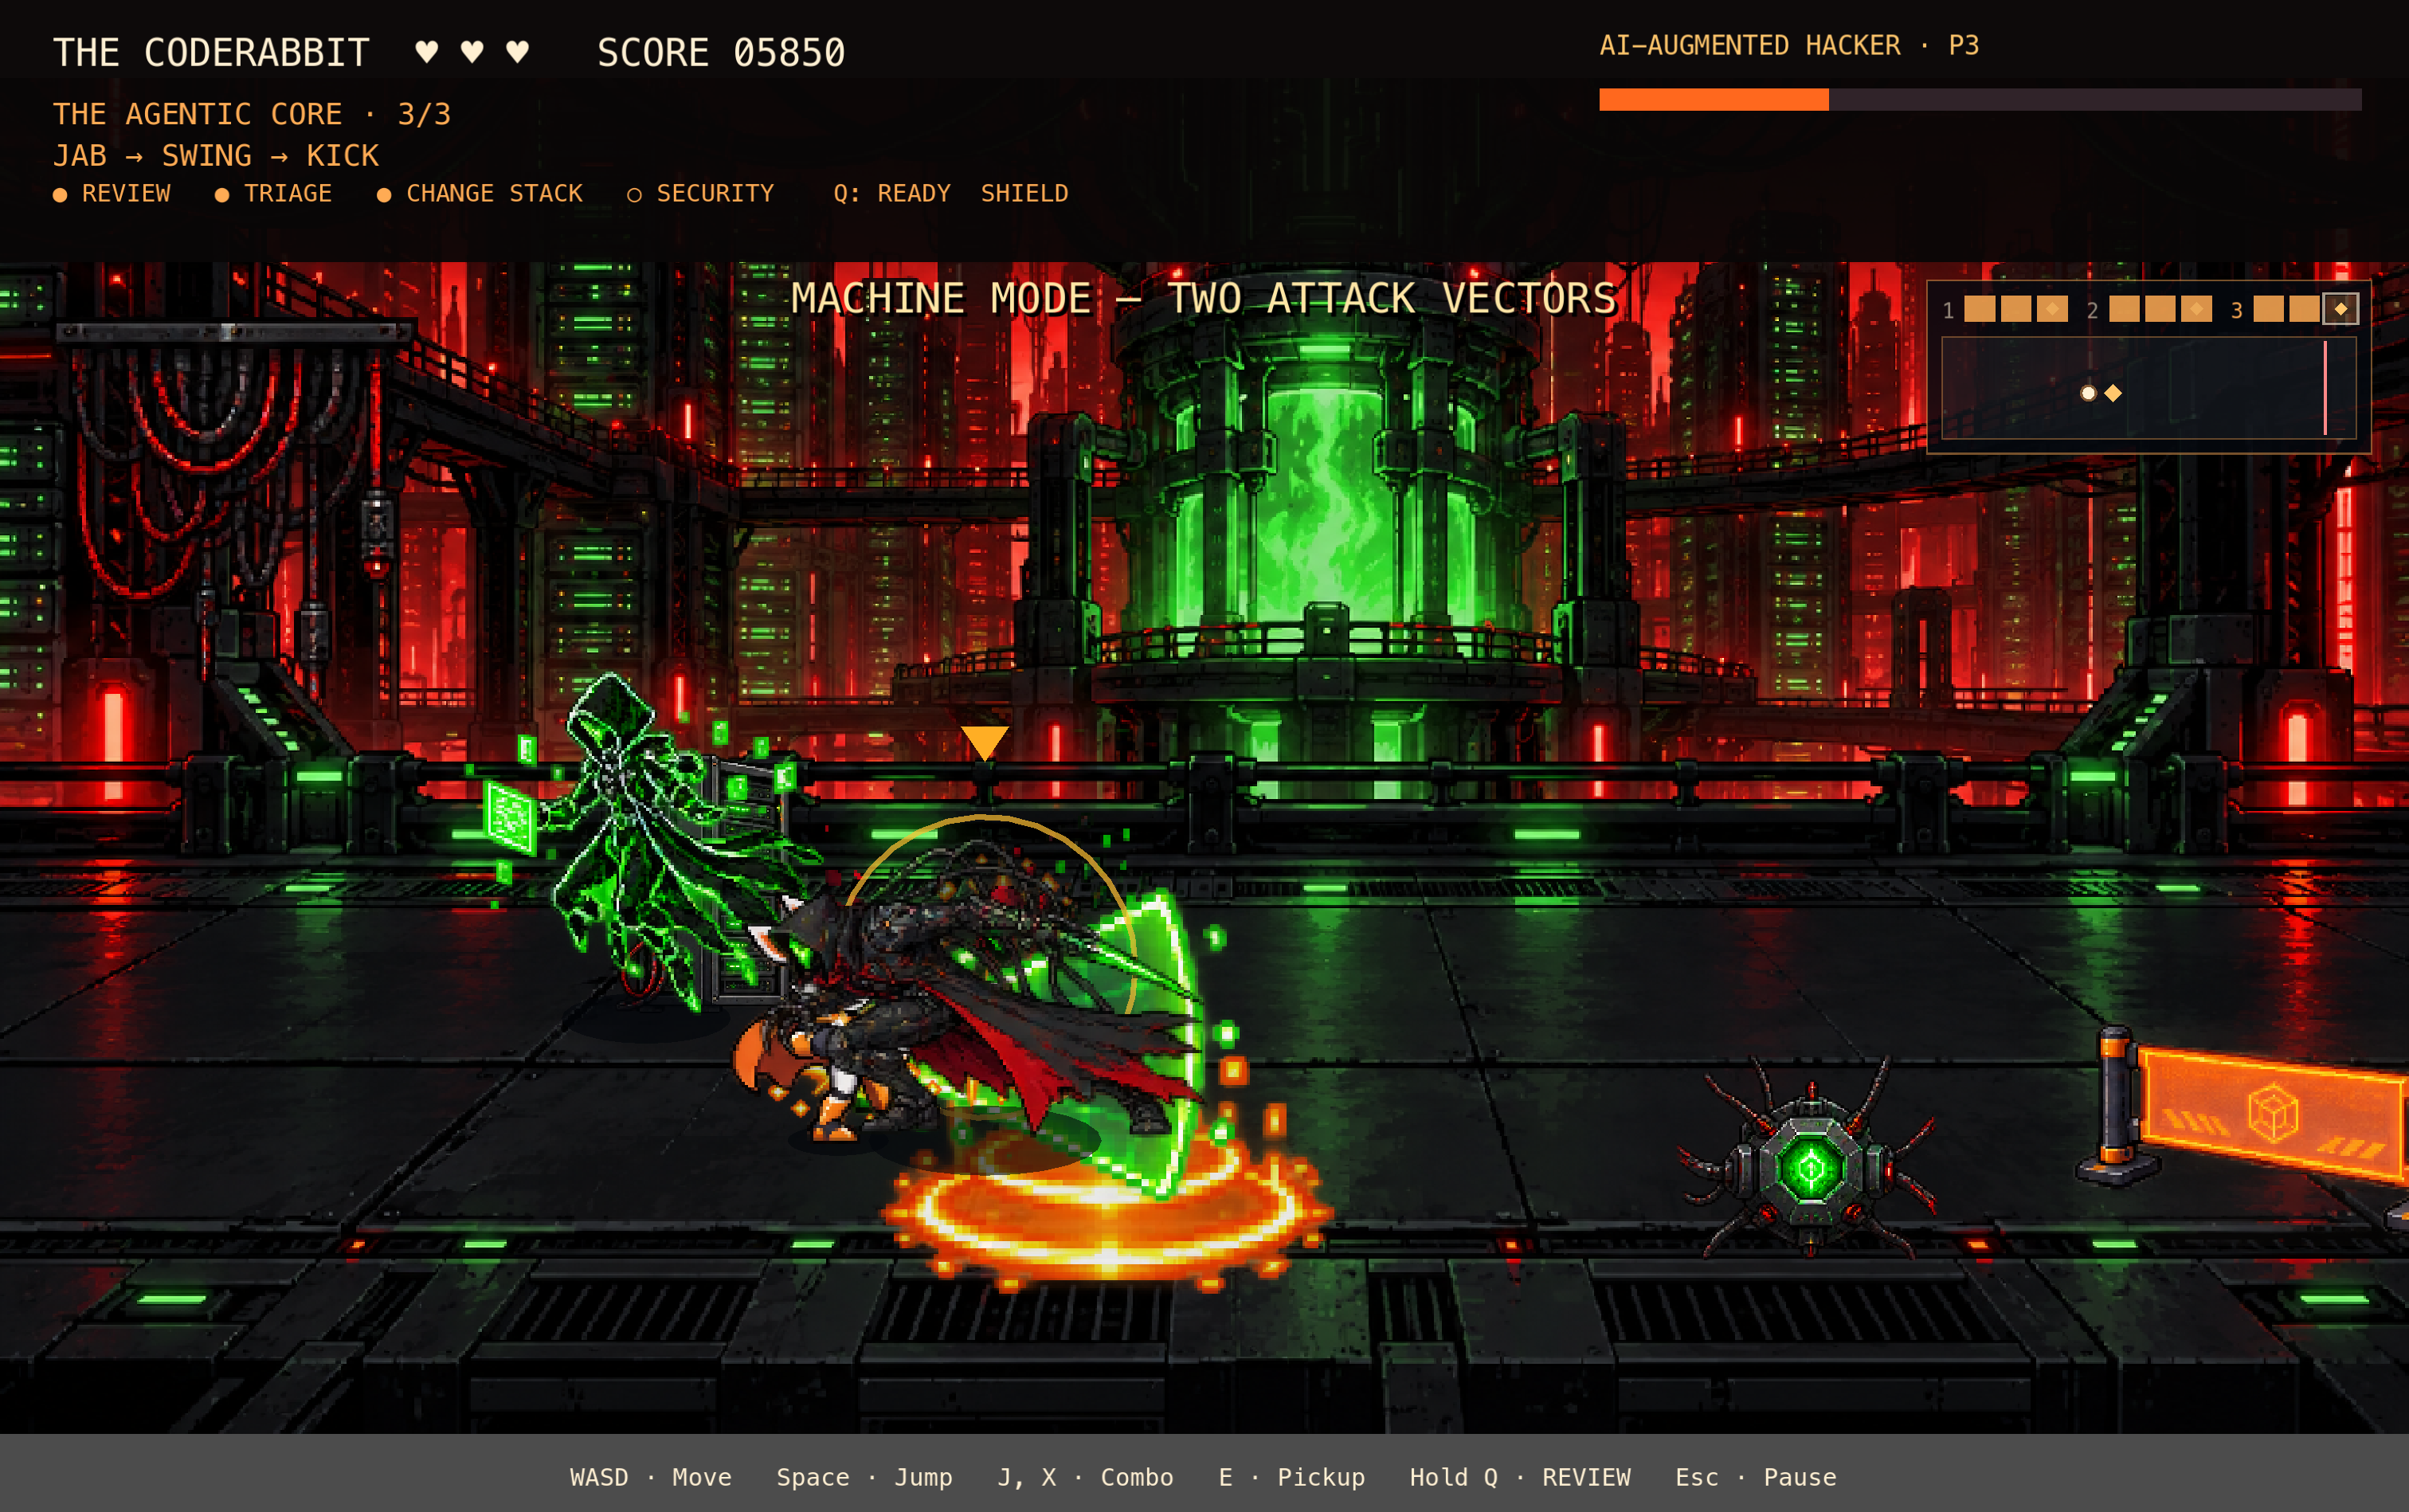 THE CODERABBIT ♥ ♥ ♥ SCORE 05850
AI−AUGMENTED HACKER · P3
THE AGENTIC CORE · 3/3
JAB → SWING → KICK
● REVIEW ● TRIAGE ● CHANGE STACK ○ SECURITY Q: READY SHIELD
MACHINE MODE — TWO ATTACK VECTORS
1 2 3
WASD · Move Space · Jump J, X · Combo E · Pickup Hold Q · REVIEW Esc · Pause